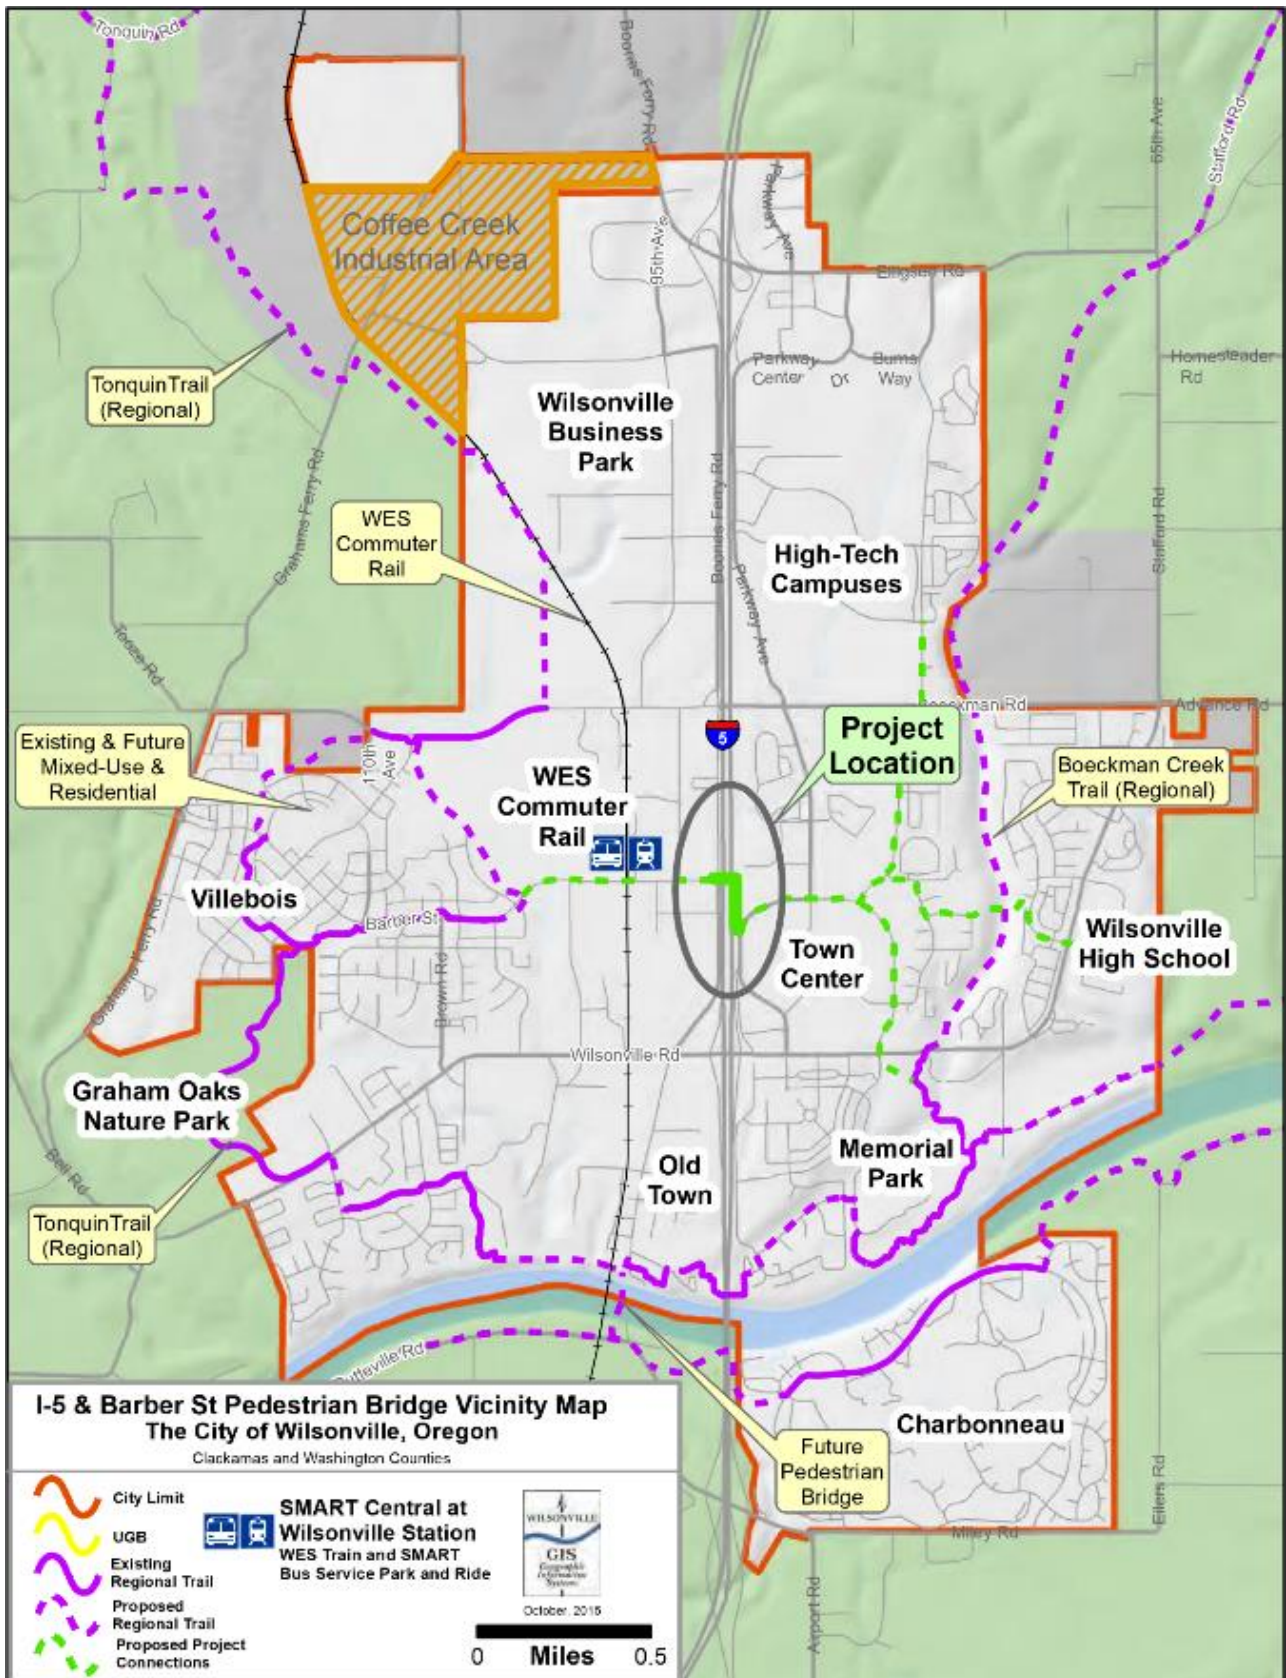 Tonquin Rd
Boones Ferry Rd
55th Ave
Stafford Rd
Parkway Ave
Coffee Creek
Industrial Area
95th Ave
Elligsen Rd
Parkway
Center
Dr
Burns
Way
Homesteader
Rd
Tonquin Trail
(Regional)
Wilsonville
Business
Park
Grahams Ferry Rd
Boones Ferry Rd
Stafford Rd
WES
Commuter
Rail
High-Tech
Campuses
Parkway Ave
Tooze Rd
Boeckman Rd
Advance Rd
Existing & Future
Mixed-Use &
Residential
110th
Ave
5
Project
Location
WES
Commuter
Rail
Boeckman Creek
Trail (Regional)
Villebois
Barber St
Grahams Ferry Rd
Brown Rd
Town
Center
Wilsonville
High School
Wilsonville Rd
Graham Oaks
Nature Park
Bell Rd
Memorial
Park
Old
Town
Tonquin Trail
(Regional)
Butteville Rd
Charbonneau
Future
Pedestrian
Bridge
Eilers Rd
Miley Rd
Airport Rd
I-5 & Barber St Pedestrian Bridge Vicinity Map
The City of Wilsonville, Oregon
Clackamas and Washington Counties
City Limit
UGB
Existing
Regional Trail
Proposed
Regional Trail
Proposed Project
Connections
SMART Central at
Wilsonville Station
WES Train and SMART
Bus Service Park and Ride
WILSONVILLE
GIS
Geographic
Information
Systems
October, 2015
0 Miles 0.5